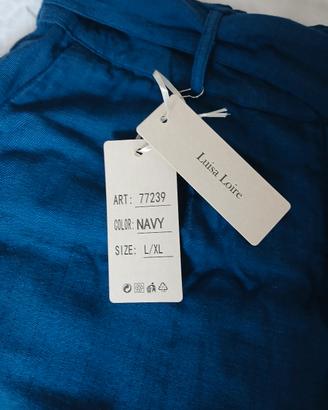 Luisa Loire
ART: 77239
COLOR: NAVY
SIZE: L/XL